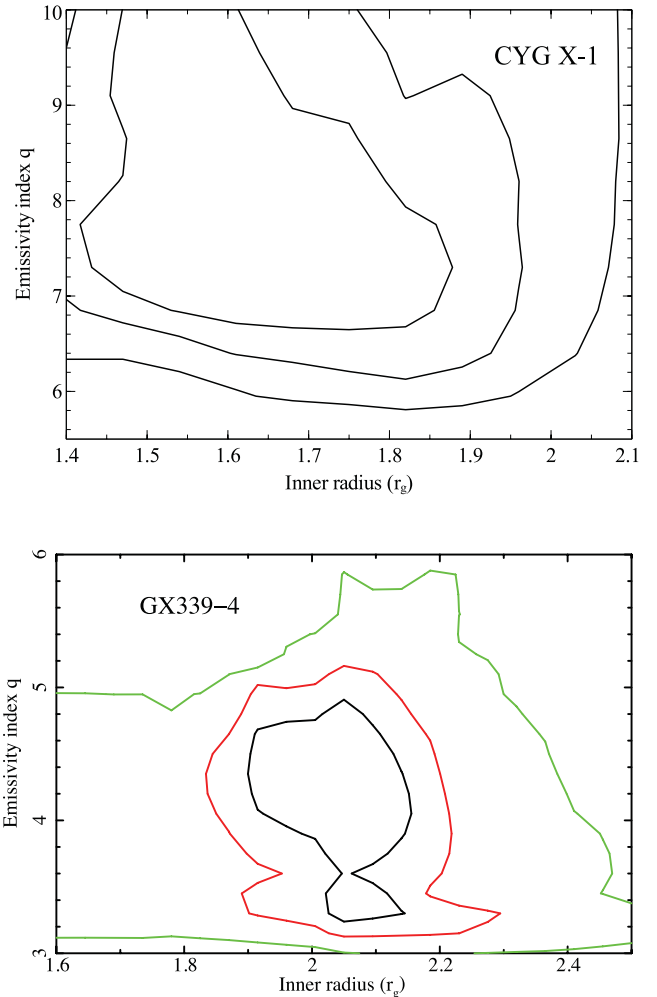 10
CYG X-1
9
8
7
6
Emissivity index q
1.4 1.5 1.6 1.7 1.8 1.9 2 2.1
Inner radius (rg)
6
GX339−4
5
4
3
Emissivity index q
1.6 1.8 2 2.2 2.4
Inner radius (rg)